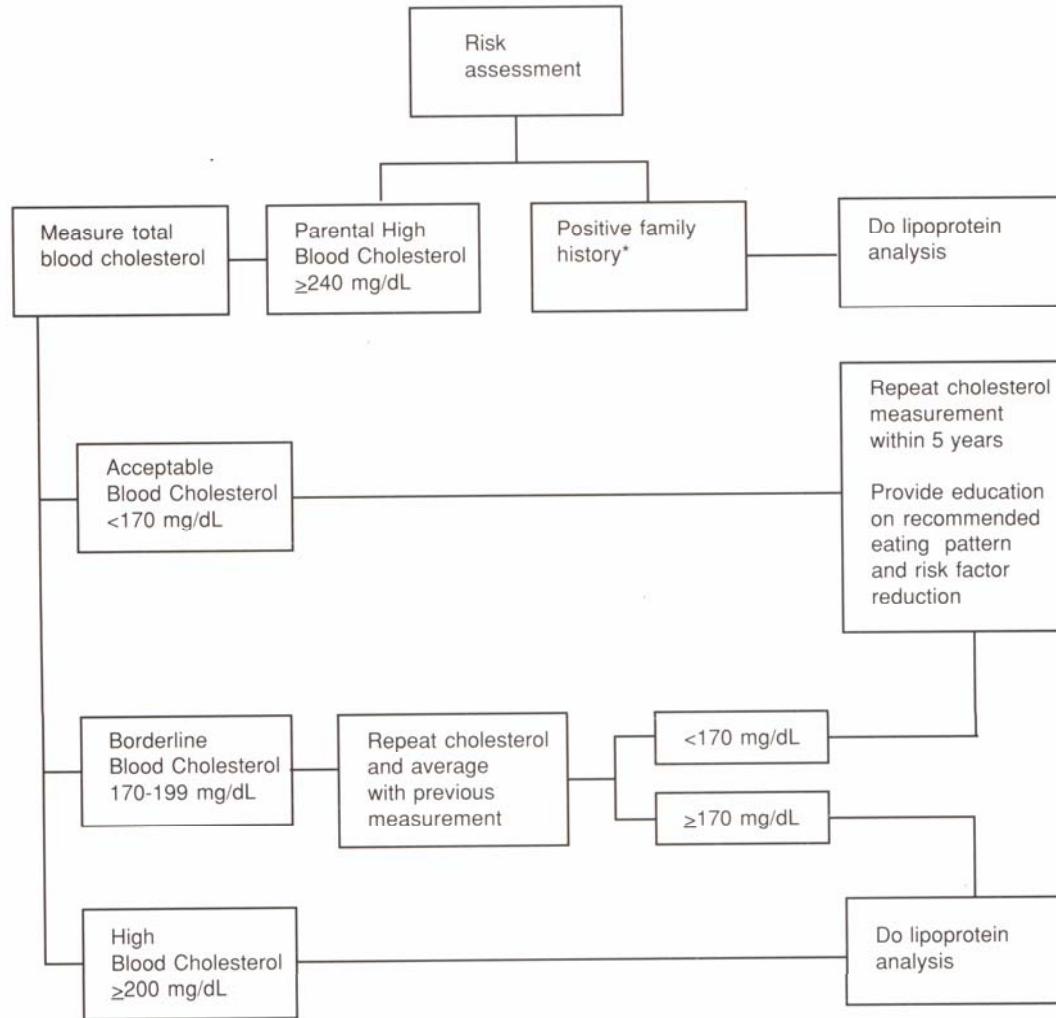 Risk
assessment
Measure total
blood cholesterol
Parental High
Blood Cholesterol
≥240 mg/dL
Positive family
history*
Do lipoprotein
analysis
Acceptable
Blood Cholesterol
<170 mg/dL
Repeat cholesterol
measurement
within 5 years
Provide education
on recommended
eating pattern
and risk factor
reduction
Borderline
Blood Cholesterol
170-199 mg/dL
Repeat cholesterol
and average
with previous
measurement
<170 mg/dL
≥170 mg/dL
High
Blood Cholesterol
≥200 mg/dL
Do lipoprotein
analysis